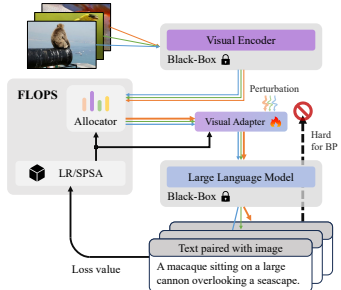 Visual Encoder
Black-Box
FLOPS
Perturbation
Allocator
Visual Adapter
Hard
for BP
LR/SPSA
Large Language Model
Black-Box
Text paired with image
Loss value
A macaque sitting on a large
cannon overlooking a seascape.